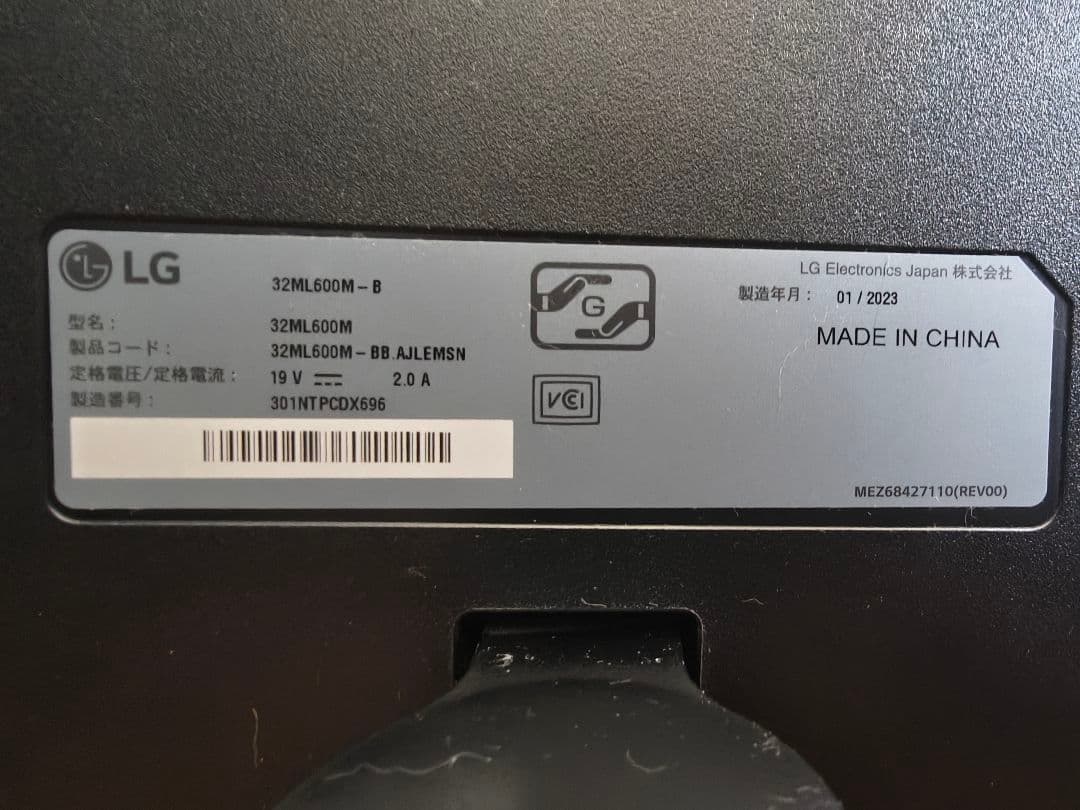 LG
32ML600M-B
型名: 32ML600M
製品コード: 32ML600M-BB.AJLEMSN
定格電圧/定格電流: 19 V ⎓ 2.0 A
製造番号: 301NTPCDX696
G
VCCI
LG Electronics Japan 株式会社
製造年月: 01 / 2023
MADE IN CHINA
MEZ68427110(REV00)